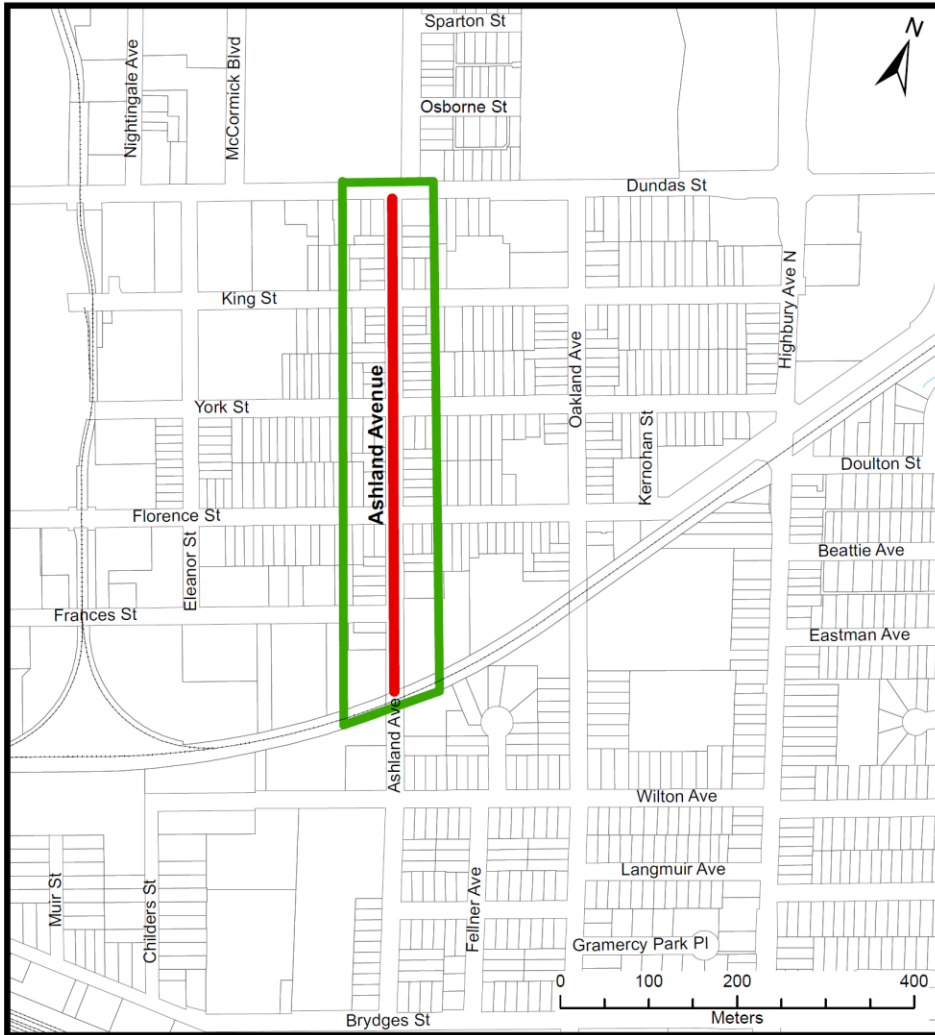 Sparton St
N
Nightingale Ave
McCormick Blvd
Osborne St
Dundas St
King St
Highbury Ave N
Oakland Ave
Ashland Avenue
York St
Kernohan St
Doulton St
Florence St
Eleanor St
Beattie Ave
Frances St
Eastman Ave
Ashland Ave
Wilton Ave
Langmuir Ave
Muir St
Childers St
Fellner Ave
Gramercy Park Pl
0 100 200 400
Meters
Brydges St